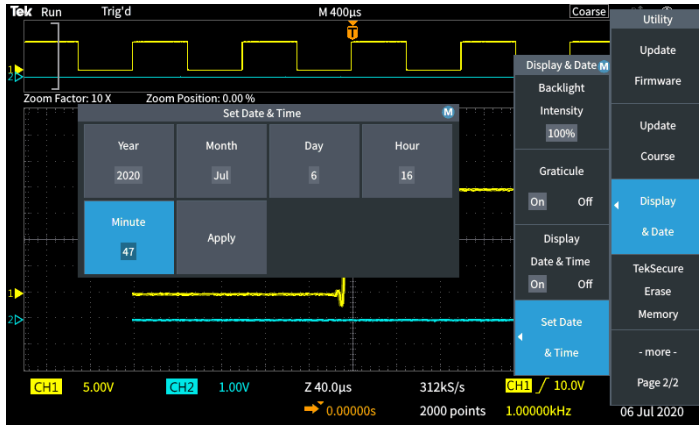 Tek Run Trig'd M 400µs Coarse
Utility
Update
Firmware
Update
Course
Display
& Date
TekSecure
Erase
Memory
- more -
Page 2/2
Display & Date M
Backlight
Intensity
100%
Graticule
On Off
Display
Date & Time
On Off
Set Date
& Time
T
1
2
Zoom Factor: 10 X Zoom Position: 0.00 %
Set Date & Time M
Year Month Day Hour
2020 Jul 6 16
Minute
47
Apply
1
2
CH1 5.00V CH2 1.00V Z 40.0µs 312kS/s CH1 10.0V
0.00000s 2000 points 1.00000kHz 06 Jul 2020